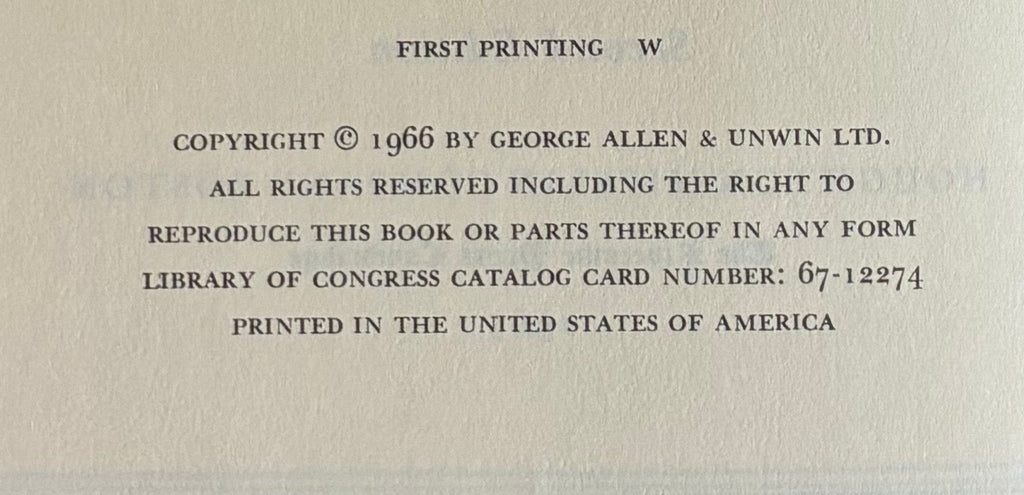 FIRST PRINTING W
COPYRIGHT © 1966 BY GEORGE ALLEN & UNWIN LTD.
ALL RIGHTS RESERVED INCLUDING THE RIGHT TO
REPRODUCE THIS BOOK OR PARTS THEREOF IN ANY FORM
LIBRARY OF CONGRESS CATALOG CARD NUMBER: 67-12274
PRINTED IN THE UNITED STATES OF AMERICA